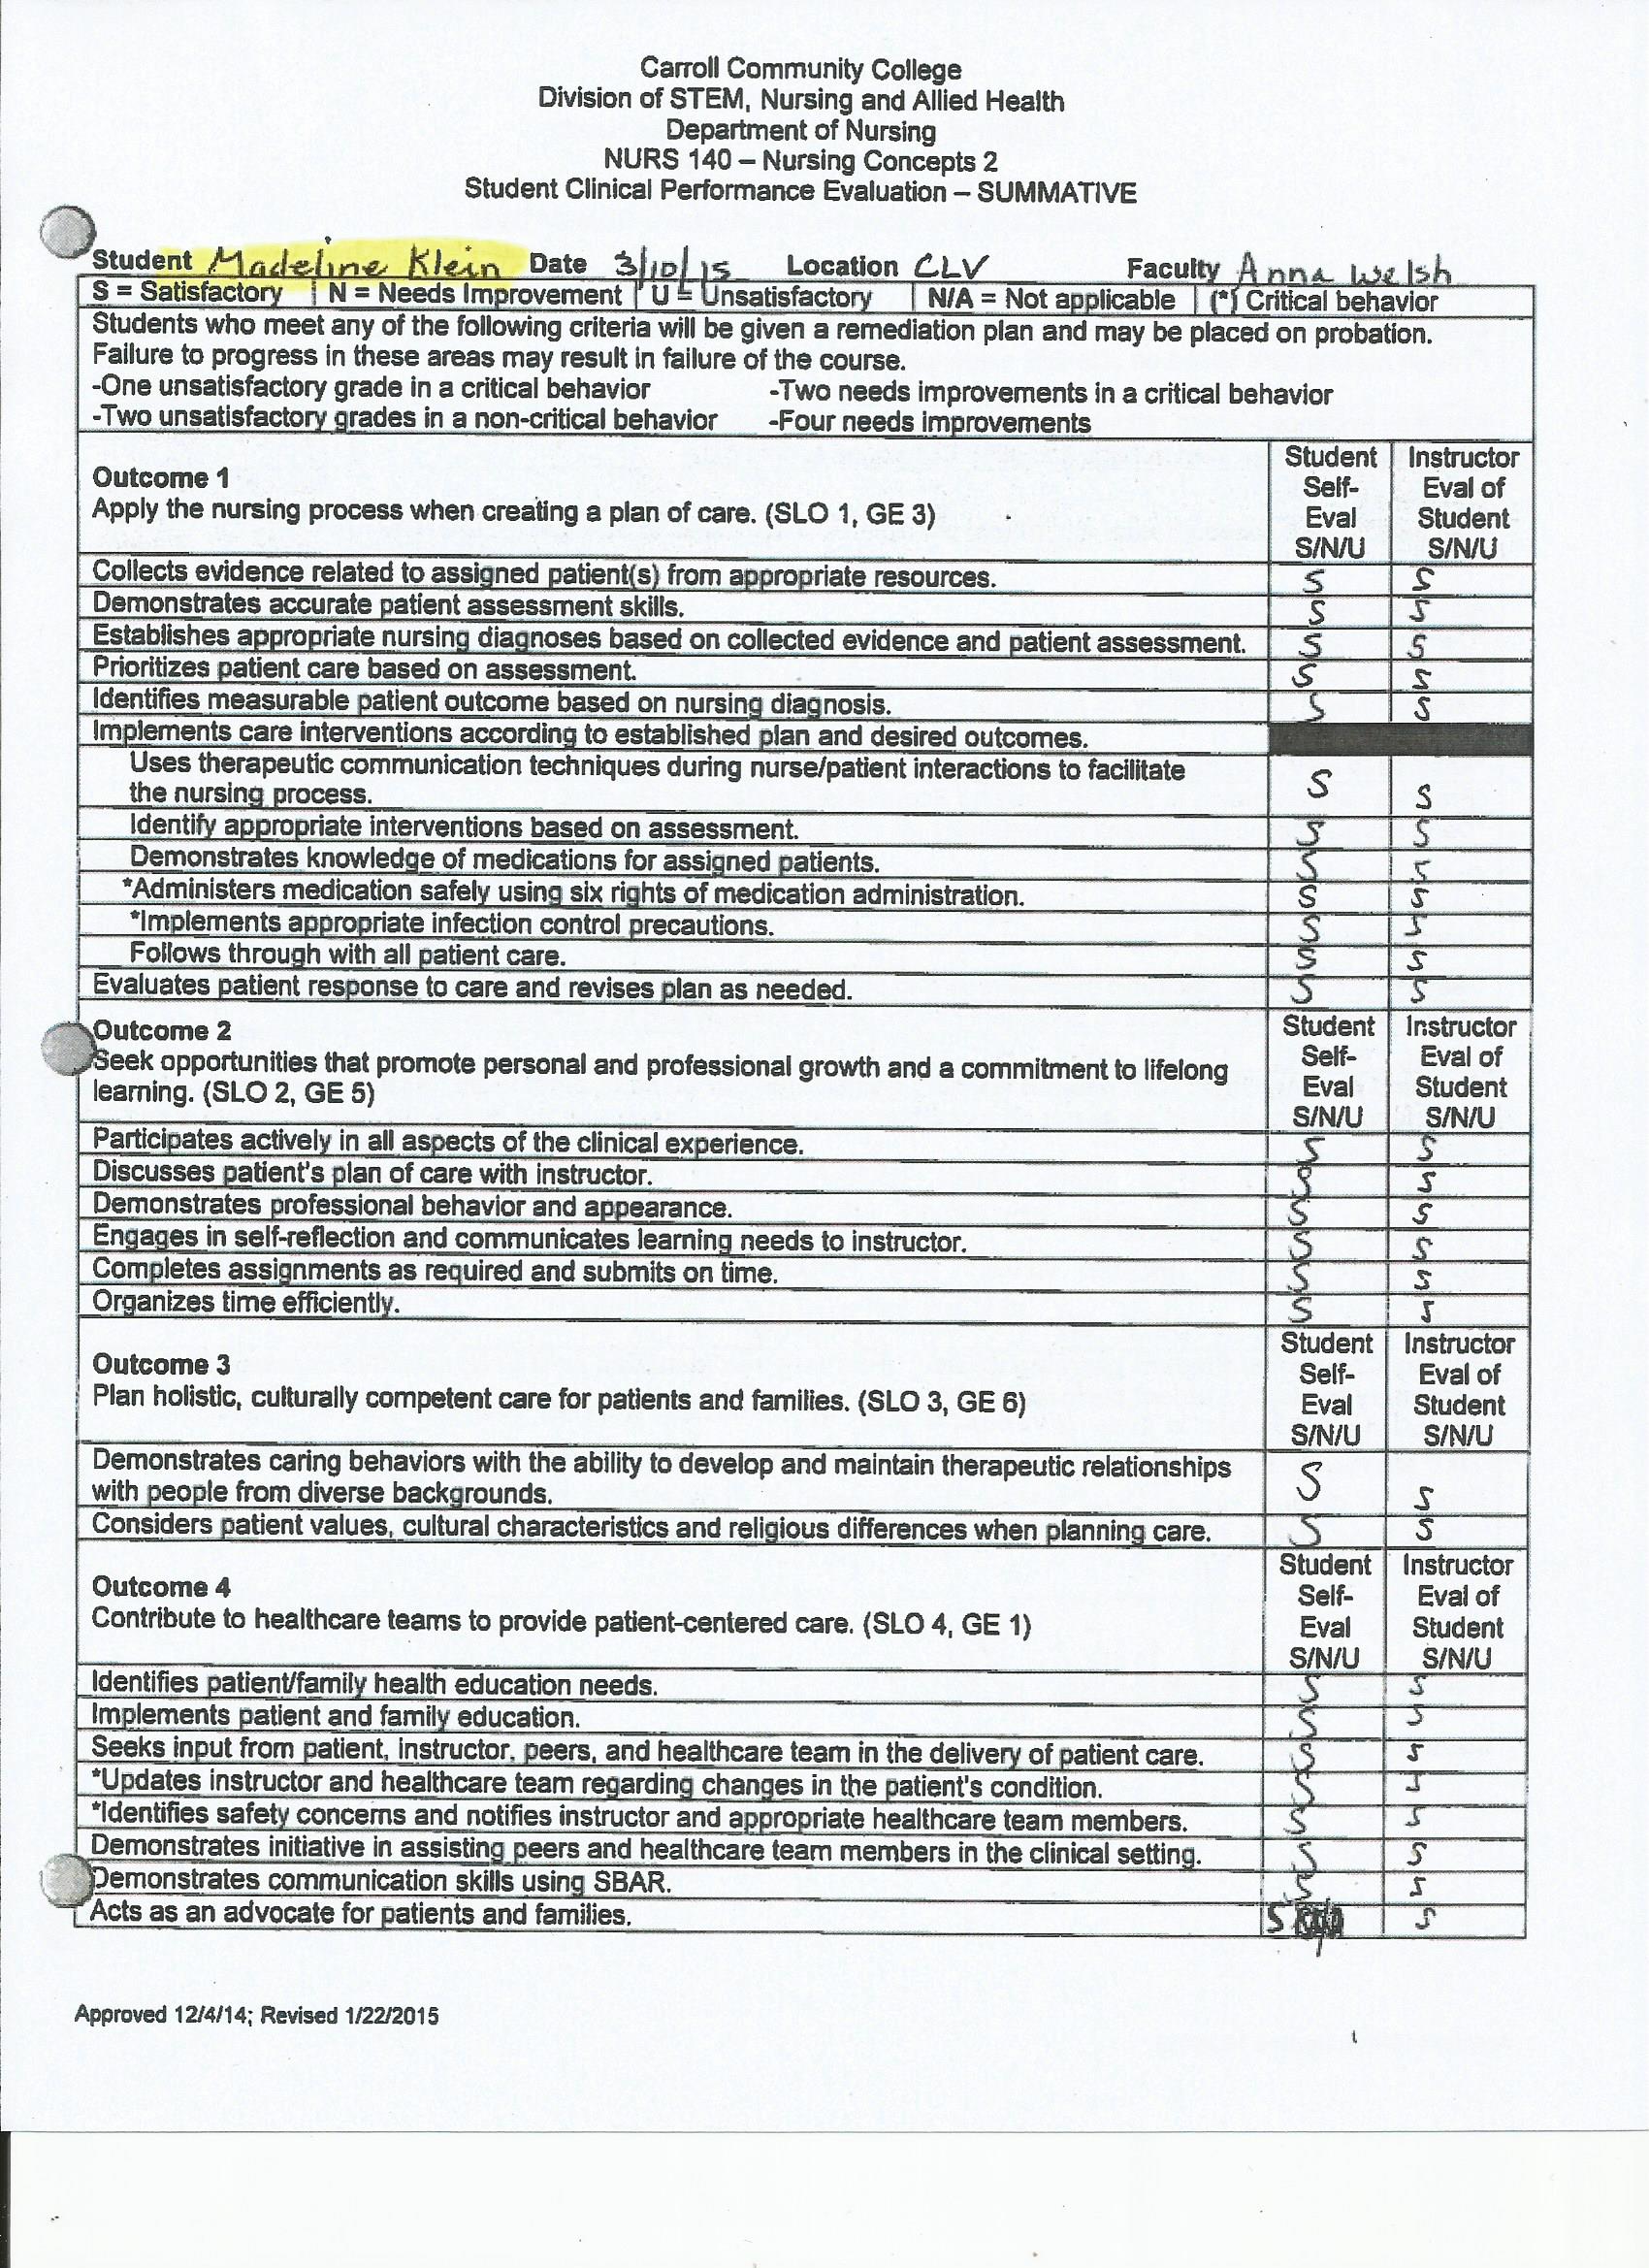 Carroll Community College
Division of STEM, Nursing and Allied Health
Department of Nursing
NURS 140 – Nursing Concepts 2
Student Clinical Performance Evaluation – SUMMATIVE
Student Madeline Klein Date 3/10/15 Location CLV Faculty Anna Welsh
S = Satisfactory N = Needs Improvement U = Unsatisfactory N/A = Not applicable (*) Critical behavior
Students who meet any of the following criteria will be given a remediation plan and may be placed on probation.
Failure to progress in these areas may result in failure of the course.
-One unsatisfactory grade in a critical behavior -Two needs improvements in a critical behavior
-Two unsatisfactory grades in a non-critical behavior -Four needs improvements
Outcome 1
Apply the nursing process when creating a plan of care. (SLO 1, GE 3)
Student Instructor
Self- Eval of
Eval Student
S/N/U S/N/U
Collects evidence related to assigned patient(s) from appropriate resources. S S
Demonstrates accurate patient assessment skills. S S
Establishes appropriate nursing diagnoses based on collected evidence and patient assessment. S S
Prioritizes patient care based on assessment. S S
Identifies measurable patient outcome based on nursing diagnosis. S S
Implements care interventions according to established plan and desired outcomes.
Uses therapeutic communication techniques during nurse/patient interactions to facilitate
the nursing process. S S
Identify appropriate interventions based on assessment. S S
Demonstrates knowledge of medications for assigned patients. S S
*Administers medication safely using six rights of medication administration. S S
*Implements appropriate infection control precautions. S S
Follows through with all patient care. S S
Evaluates patient response to care and revises plan as needed. S S
Outcome 2
Seek opportunities that promote personal and professional growth and a commitment to lifelong
learning. (SLO 2, GE 5)
Student Instructor
Self- Eval of
Eval Student
S/N/U S/N/U
Participates actively in all aspects of the clinical experience. S S
Discusses patient's plan of care with instructor. S S
Demonstrates professional behavior and appearance. S S
Engages in self-reflection and communicates learning needs to instructor. S S
Completes assignments as required and submits on time. S S
Organizes time efficiently. S S
Outcome 3
Plan holistic, culturally competent care for patients and families. (SLO 3, GE 6)
Student Instructor
Self- Eval of
Eval Student
S/N/U S/N/U
Demonstrates caring behaviors with the ability to develop and maintain therapeutic relationships
with people from diverse backgrounds. S S
Considers patient values, cultural characteristics and religious differences when planning care. S S
Outcome 4
Contribute to healthcare teams to provide patient-centered care. (SLO 4, GE 1)
Student Instructor
Self- Eval of
Eval Student
S/N/U S/N/U
Identifies patient/family health education needs. S S
Implements patient and family education. S S
Seeks input from patient, instructor, peers, and healthcare team in the delivery of patient care. S S
*Updates instructor and healthcare team regarding changes in the patient's condition. S S
*Identifies safety concerns and notifies instructor and appropriate healthcare team members. S S
Demonstrates initiative in assisting peers and healthcare team members in the clinical setting. S S
Demonstrates communication skills using SBAR. S S
Acts as an advocate for patients and families. S S
Approved 12/4/14; Revised 1/22/2015